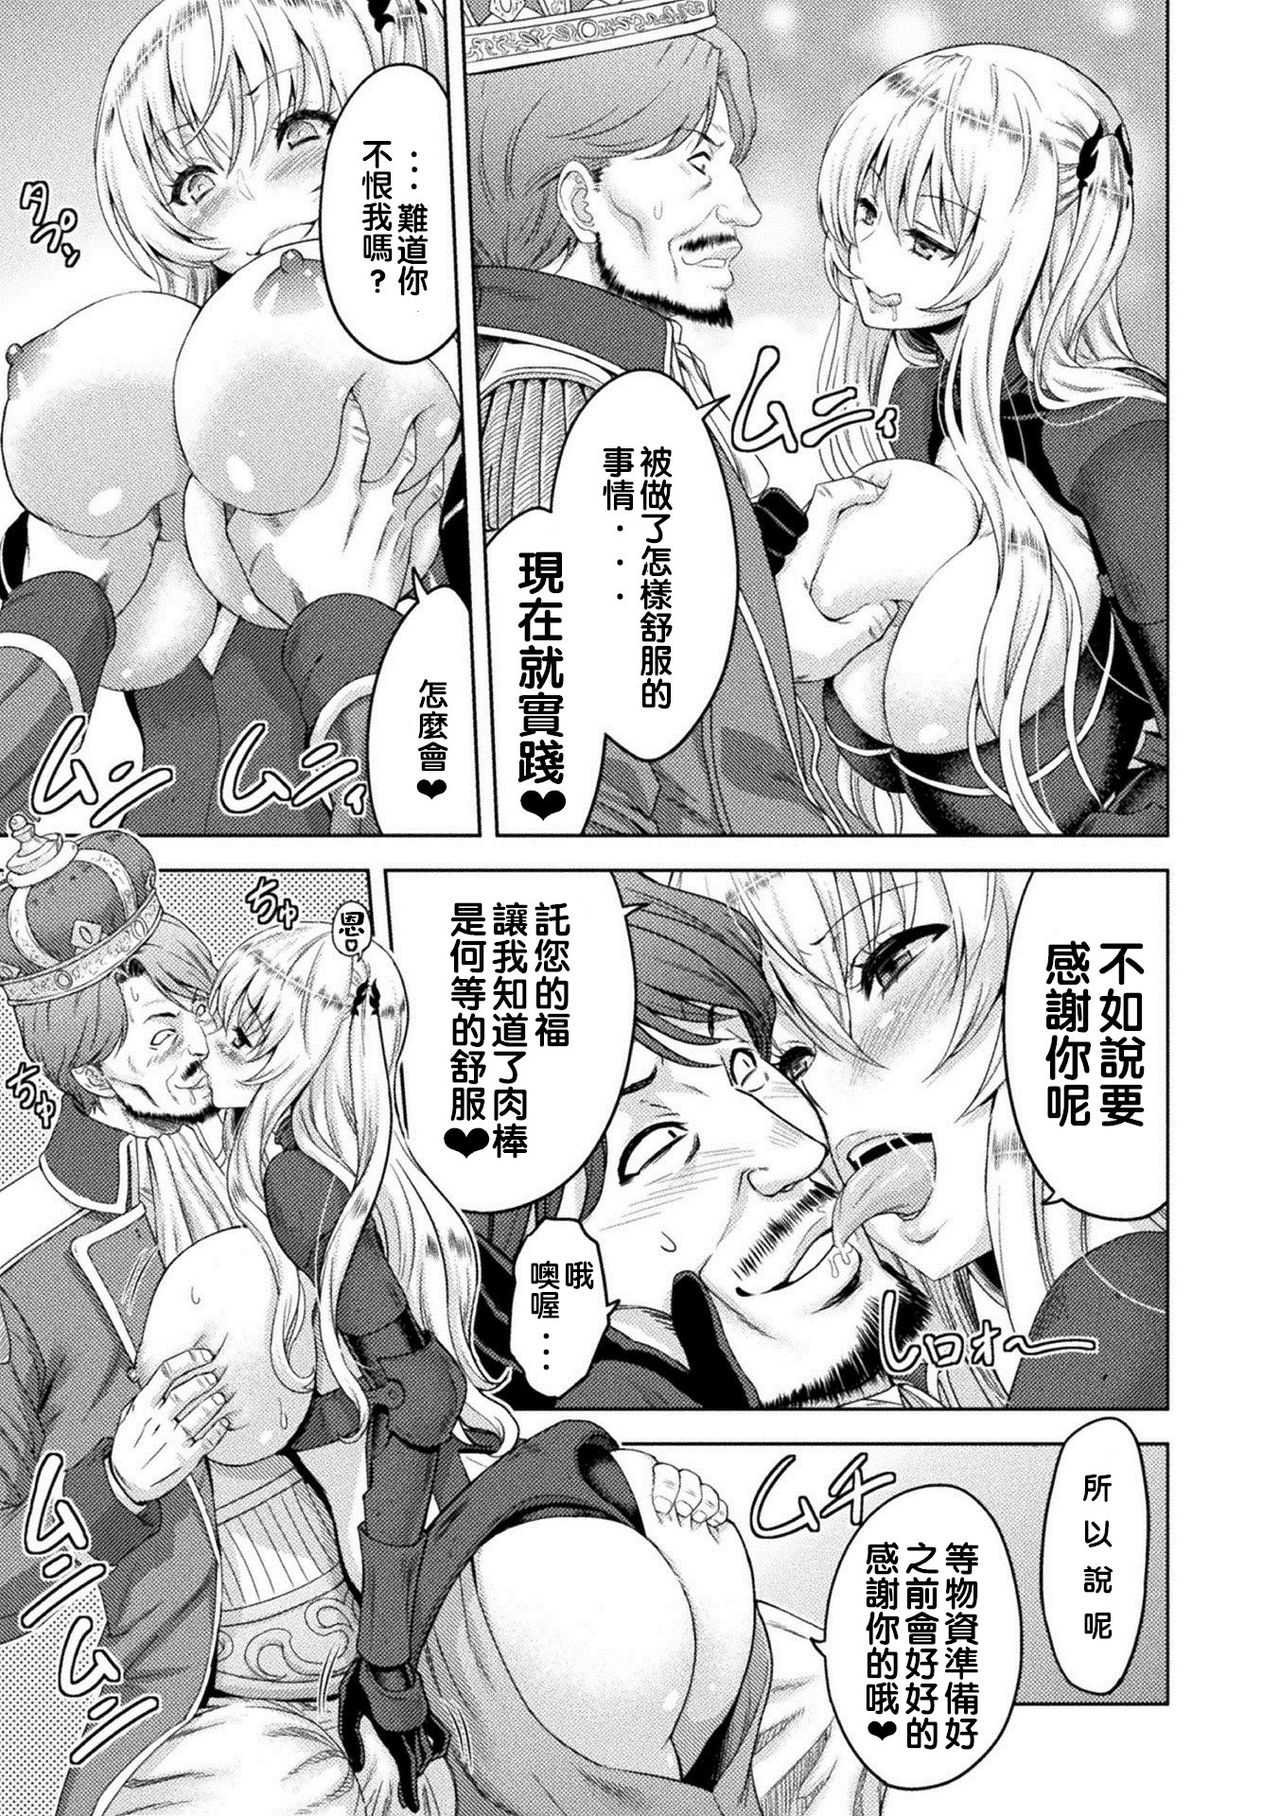 被做了怎樣舒服的
事情・・・
現在就實踐❤
…難道你
不恨我嗎？
怎麼會❤
ムニィ
タプンッ
ムニ
ムニィ
不如說要
感謝你呢
託您的福
讓我知道了肉棒
是何等的舒服❤
哦
噢喔…
レロォ～
恩❤
ちゅ
ちゅ
所以說呢
等物資準備好
之前會好好的
感謝你的哦❤
ムチィ
ムニィ
ムニ